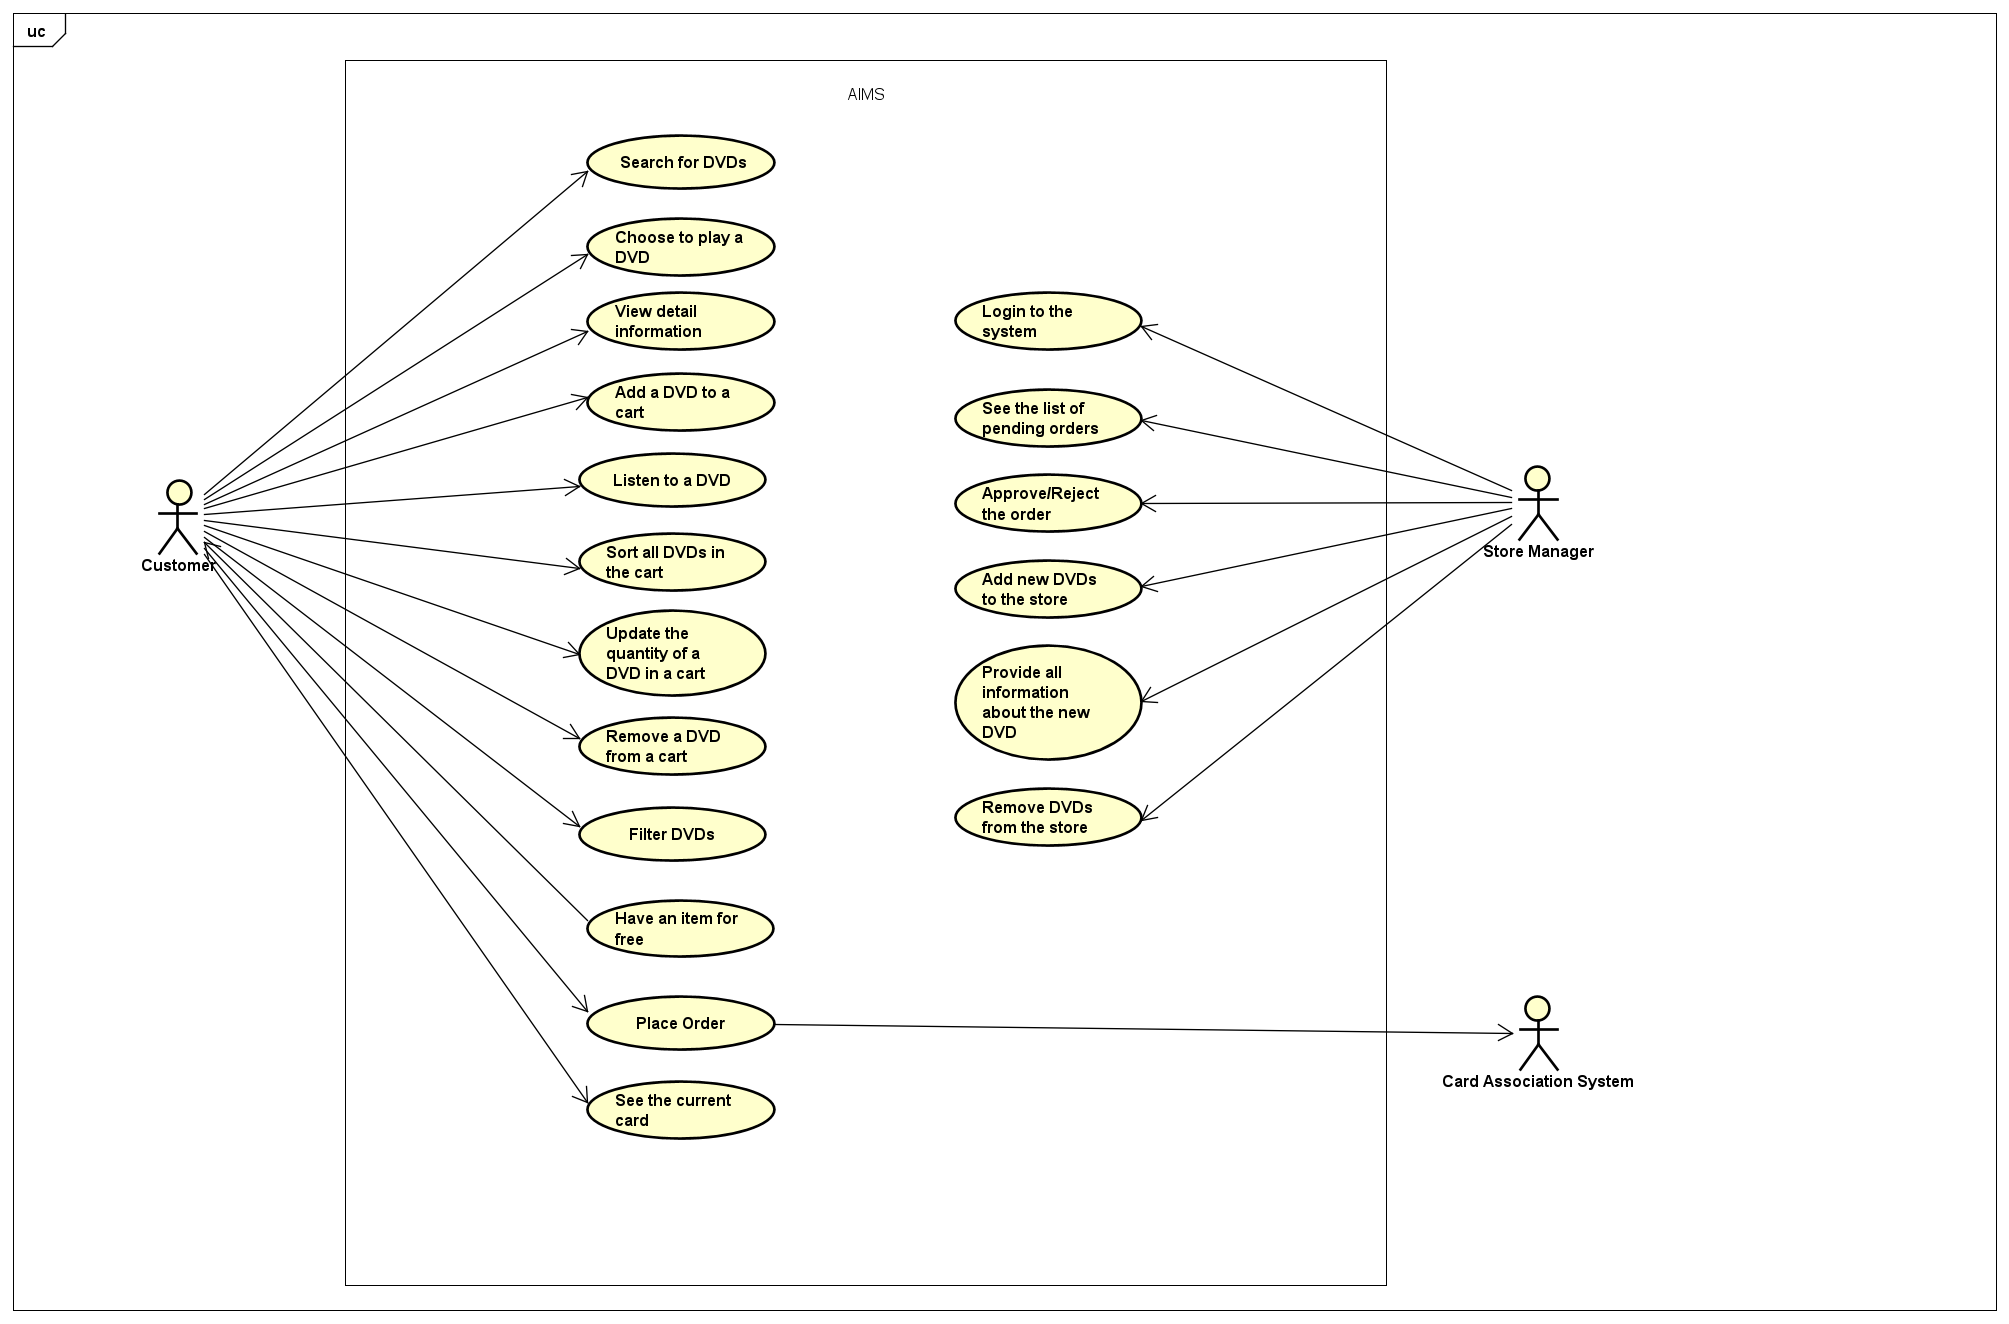 uc
AIMS
Search for DVDs
Choose to play a
DVD
View detail
information
Add a DVD to a
cart
Listen to a DVD
Sort all DVDs in
the cart
Update the
quantity of a
DVD in a cart
Remove a DVD
from a cart
Filter DVDs
Have an item for
free
Place Order
See the current
card
Customer
Login to the
system
See the list of
pending orders
Approve/Reject
the order
Add new DVDs
to the store
Provide all
information
about the new
DVD
Remove DVDs
from the store
Store Manager
Card Association System